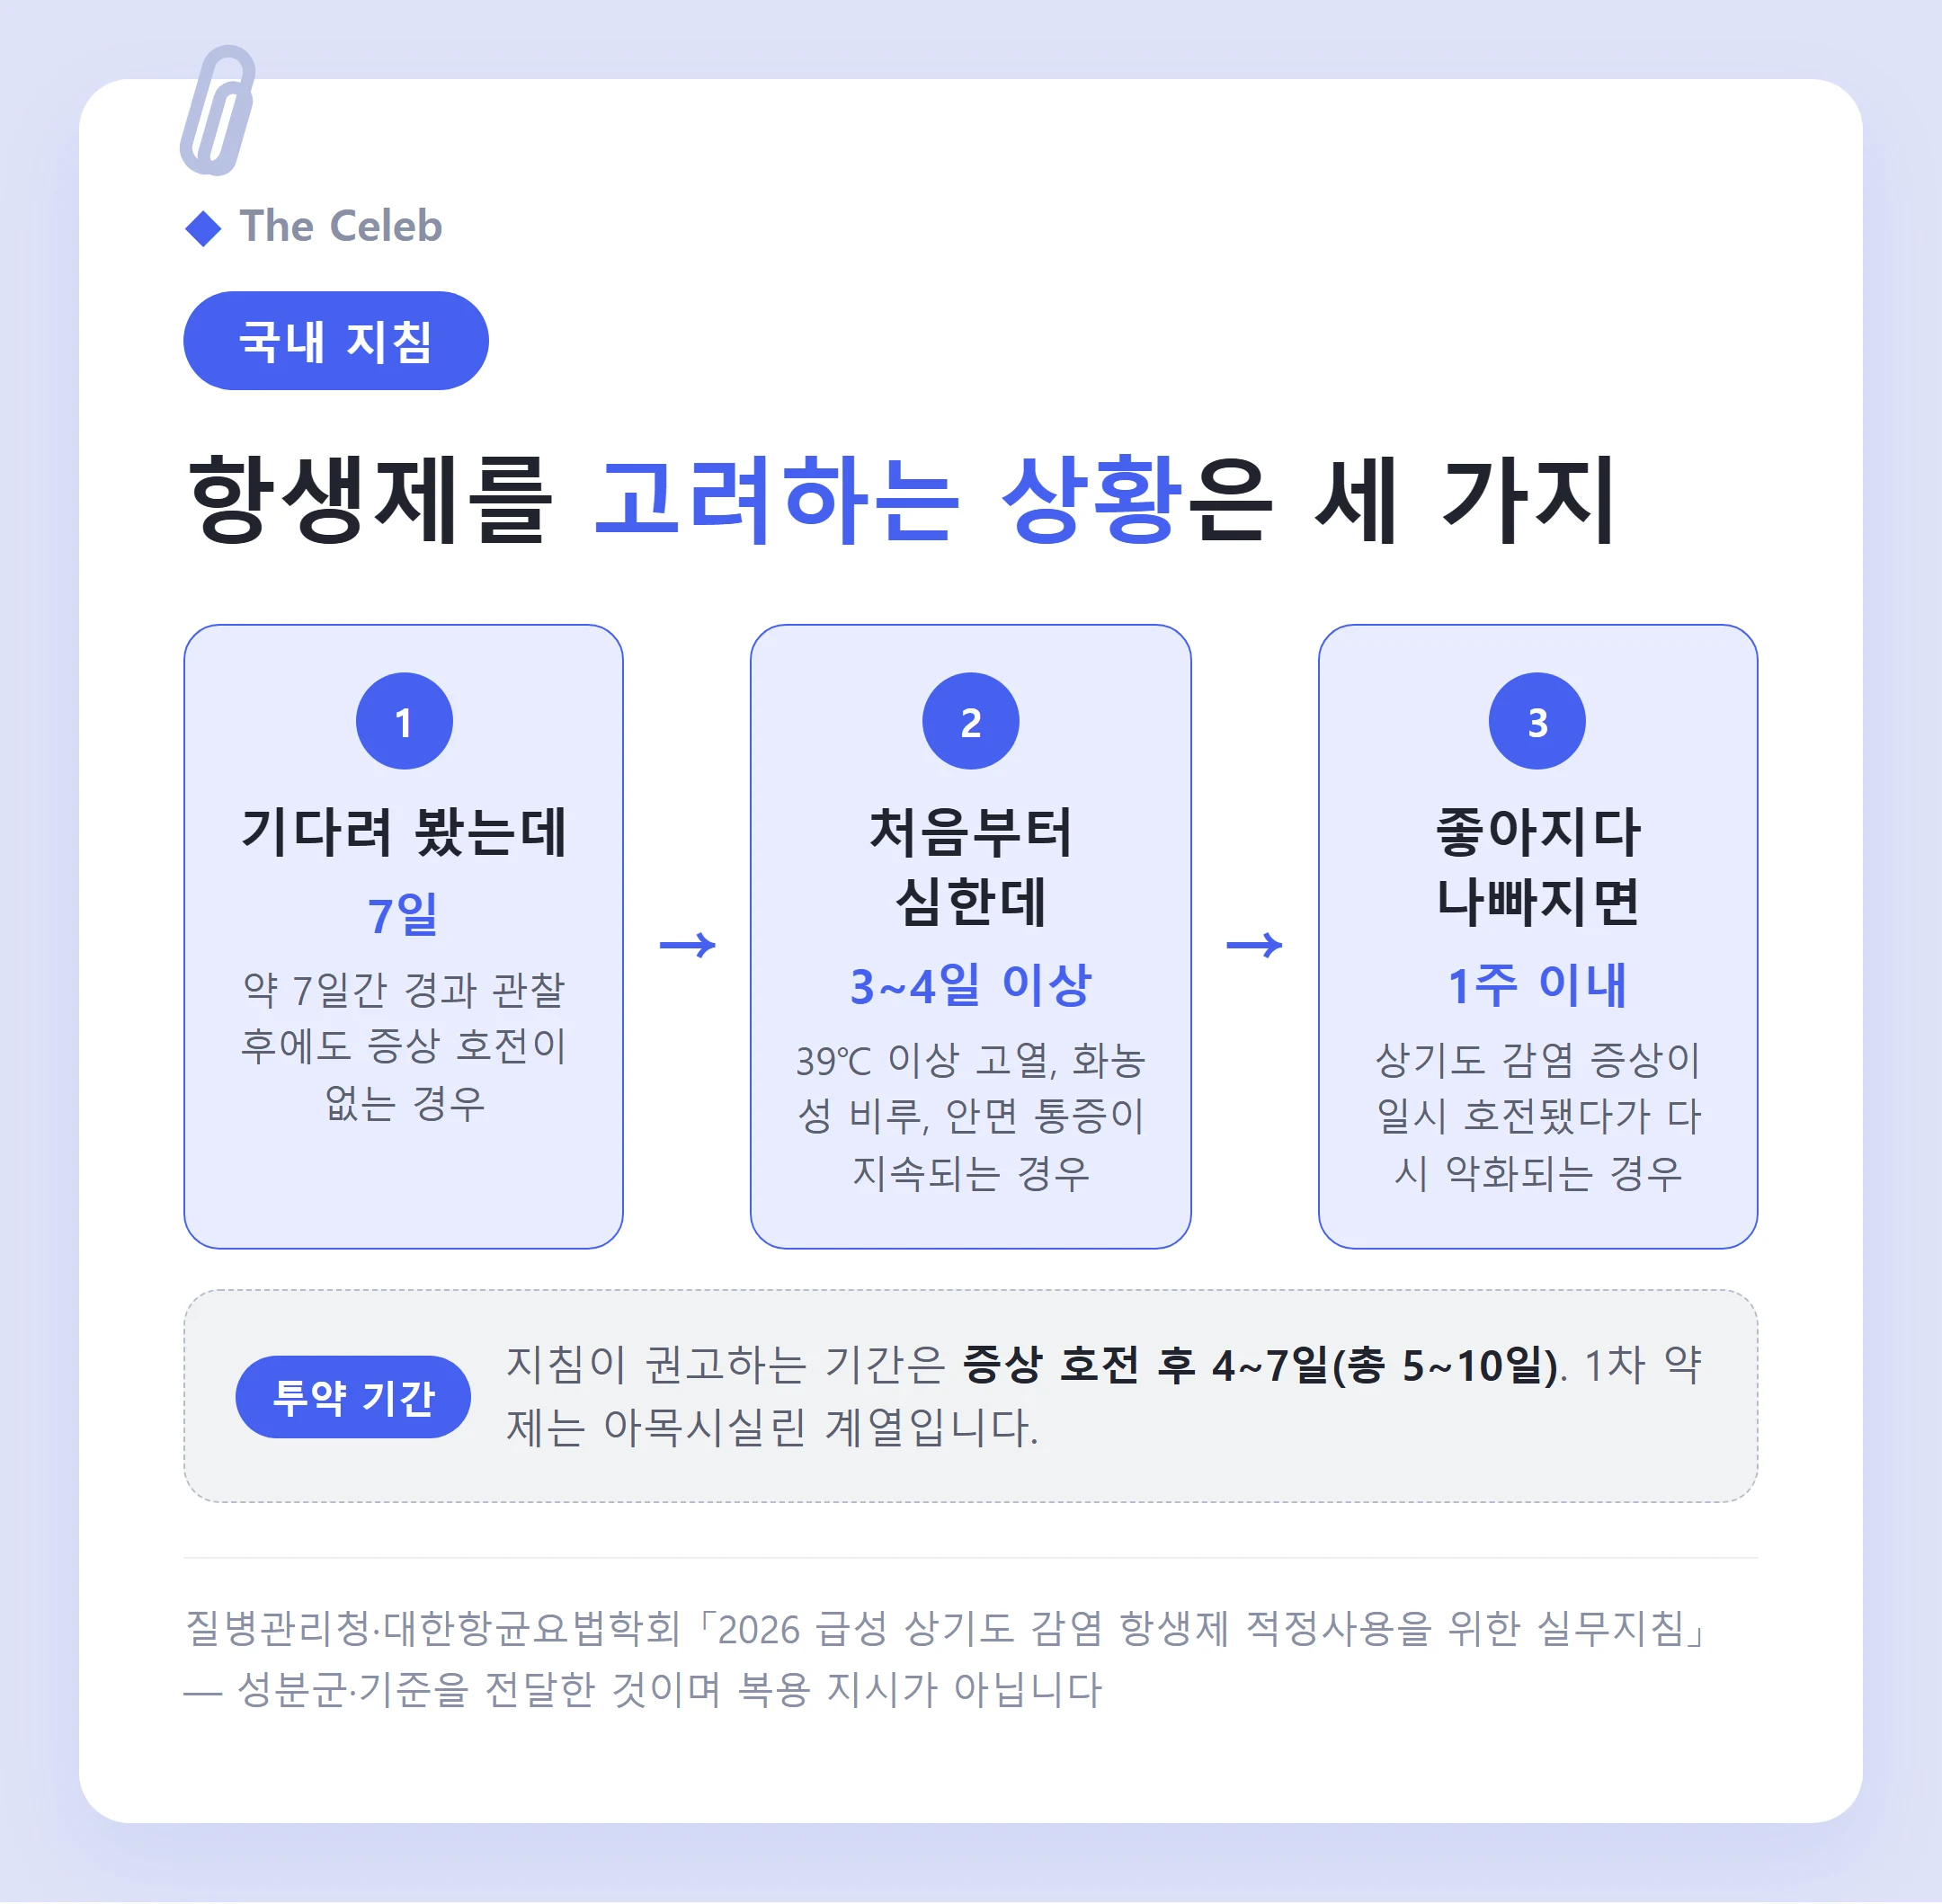 The Celeb
국내 지침
항생제를 고려하는 상황은 세 가지
1
기다려 봤는데
7일
약 7일간 경과 관찰
후에도 증상 호전이
없는 경우
→
2
처음부터
심한데
3~4일 이상
39℃ 이상 고열, 화농
성 비루, 안면 통증이
지속되는 경우
→
3
좋아지다
나빠지면
1주 이내
상기도 감염 증상이
일시 호전됐다가 다
시 악화되는 경우
투약 기간
지침이 권고하는 기간은 증상 호전 후 4~7일(총 5~10일). 1차 약
제는 아목시실린 계열입니다.
질병관리청·대한항균요법학회「2026 급성 상기도 감염 항생제 적정사용을 위한 실무지침」
— 성분군·기준을 전달한 것이며 복용 지시가 아닙니다